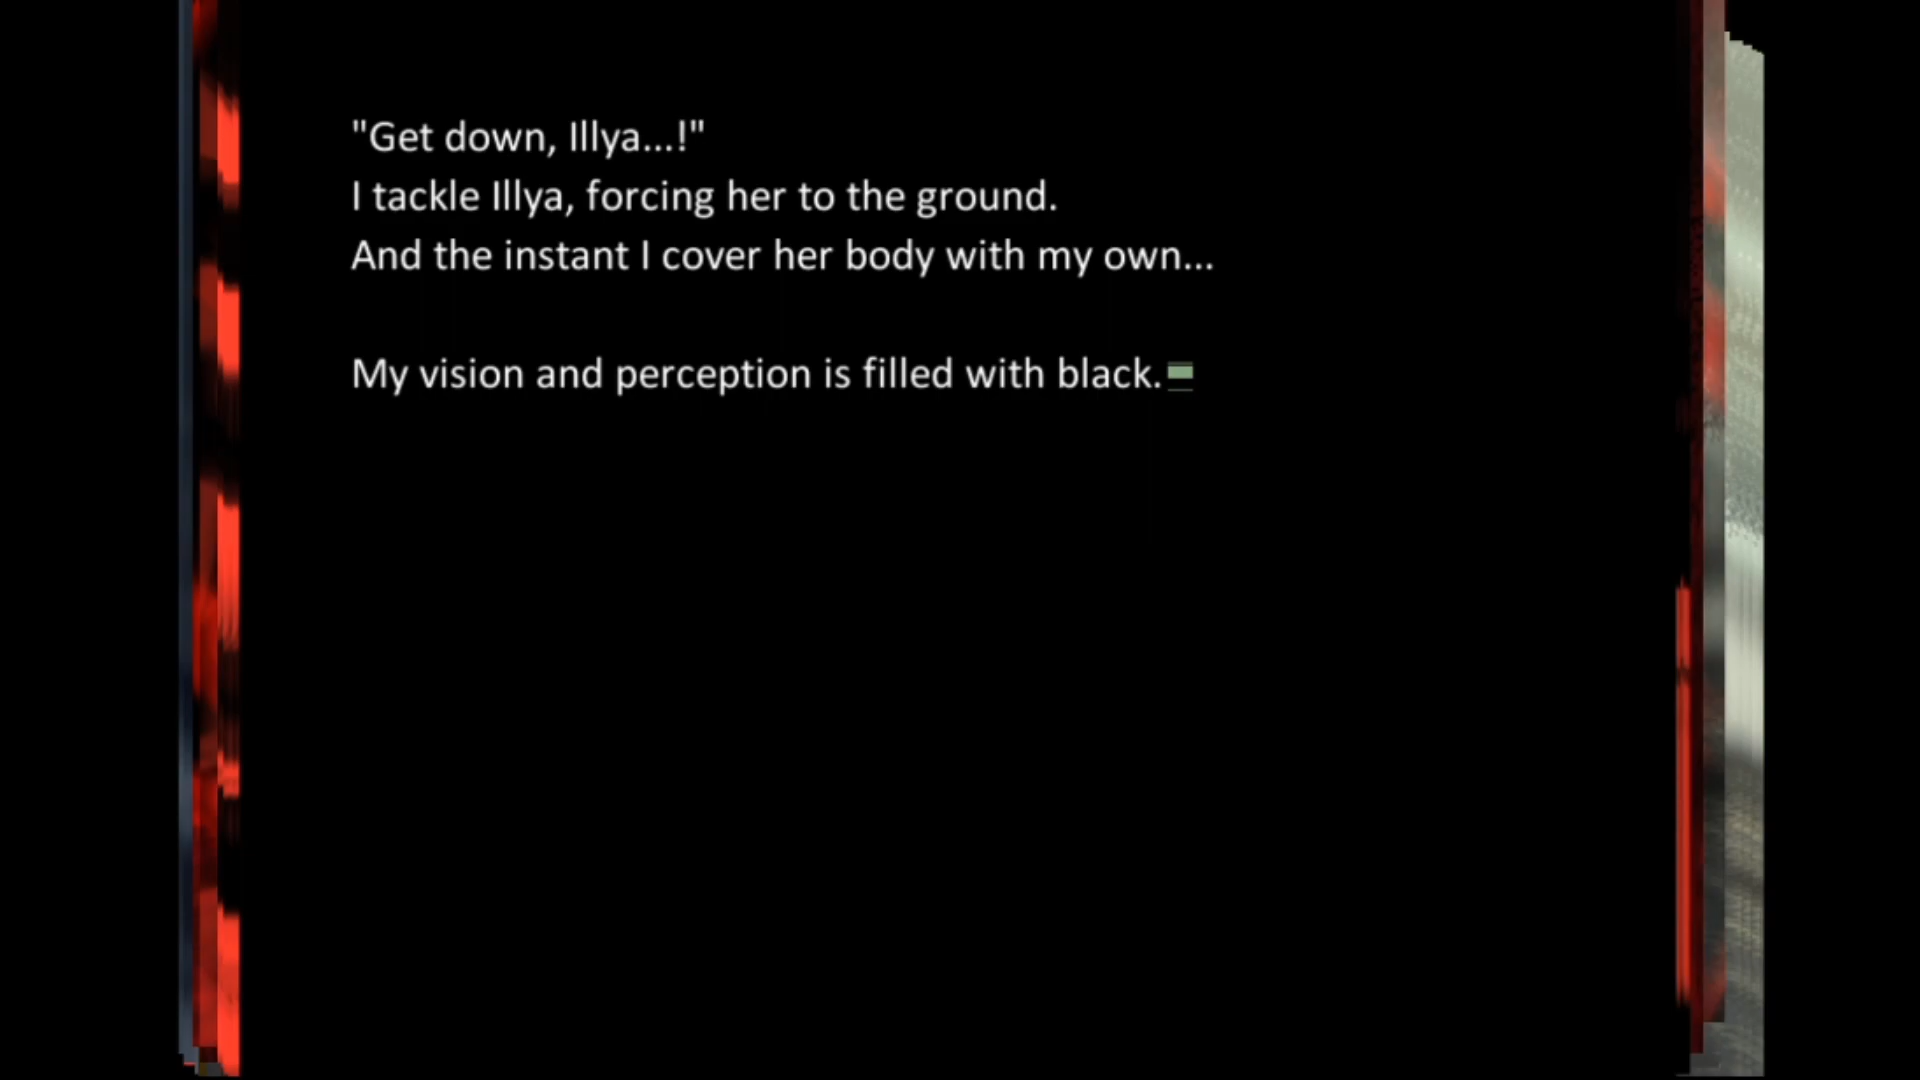 "Get down, Illya...!"
I tackle Illya, forcing her to the ground.
And the instant I cover her body with my own...
My vision and perception is filled with black.